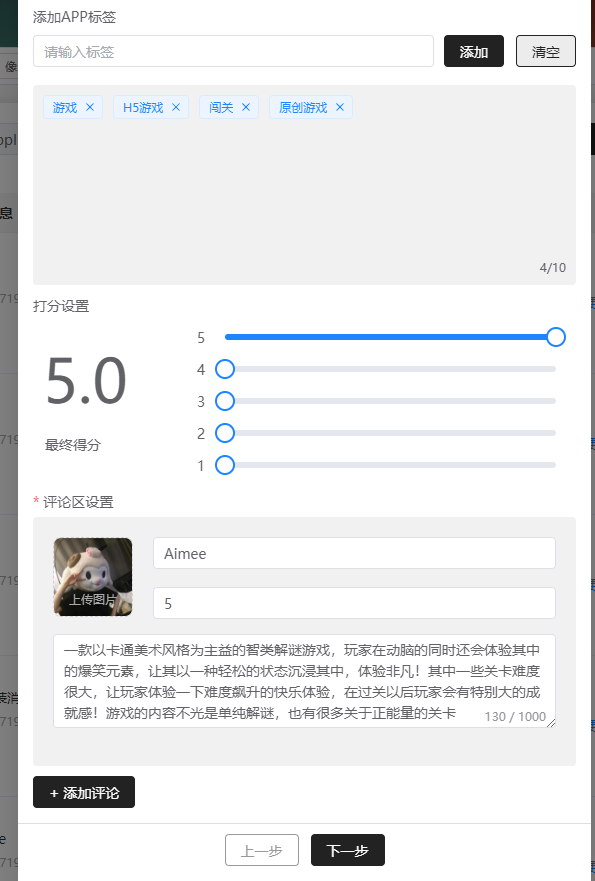 添加APP标签
请输入标签
添加
清空
像
游戏 × H5游戏 × 闯关 × 原创游戏 ×
息
4/10
719
打分设置
5
4
5.0
3
2
719
最终得分
1
* 评论区设置
Aimee
上传图片
5
719
一款以卡通美术风格为主益的智类解谜游戏，玩家在动脑的同时还会体验其中
的爆笑元素，让其以一种轻松的状态沉浸其中，体验非凡！其中一些关卡难度
很大，让玩家体验一下难度飙升的快乐体验，在过关以后玩家会有特别大的成
就感！游戏的内容不光是单纯解谜，也有很多关于正能量的关卡
130 / 1000
719
+ 添加评论
上一步
下一步
719